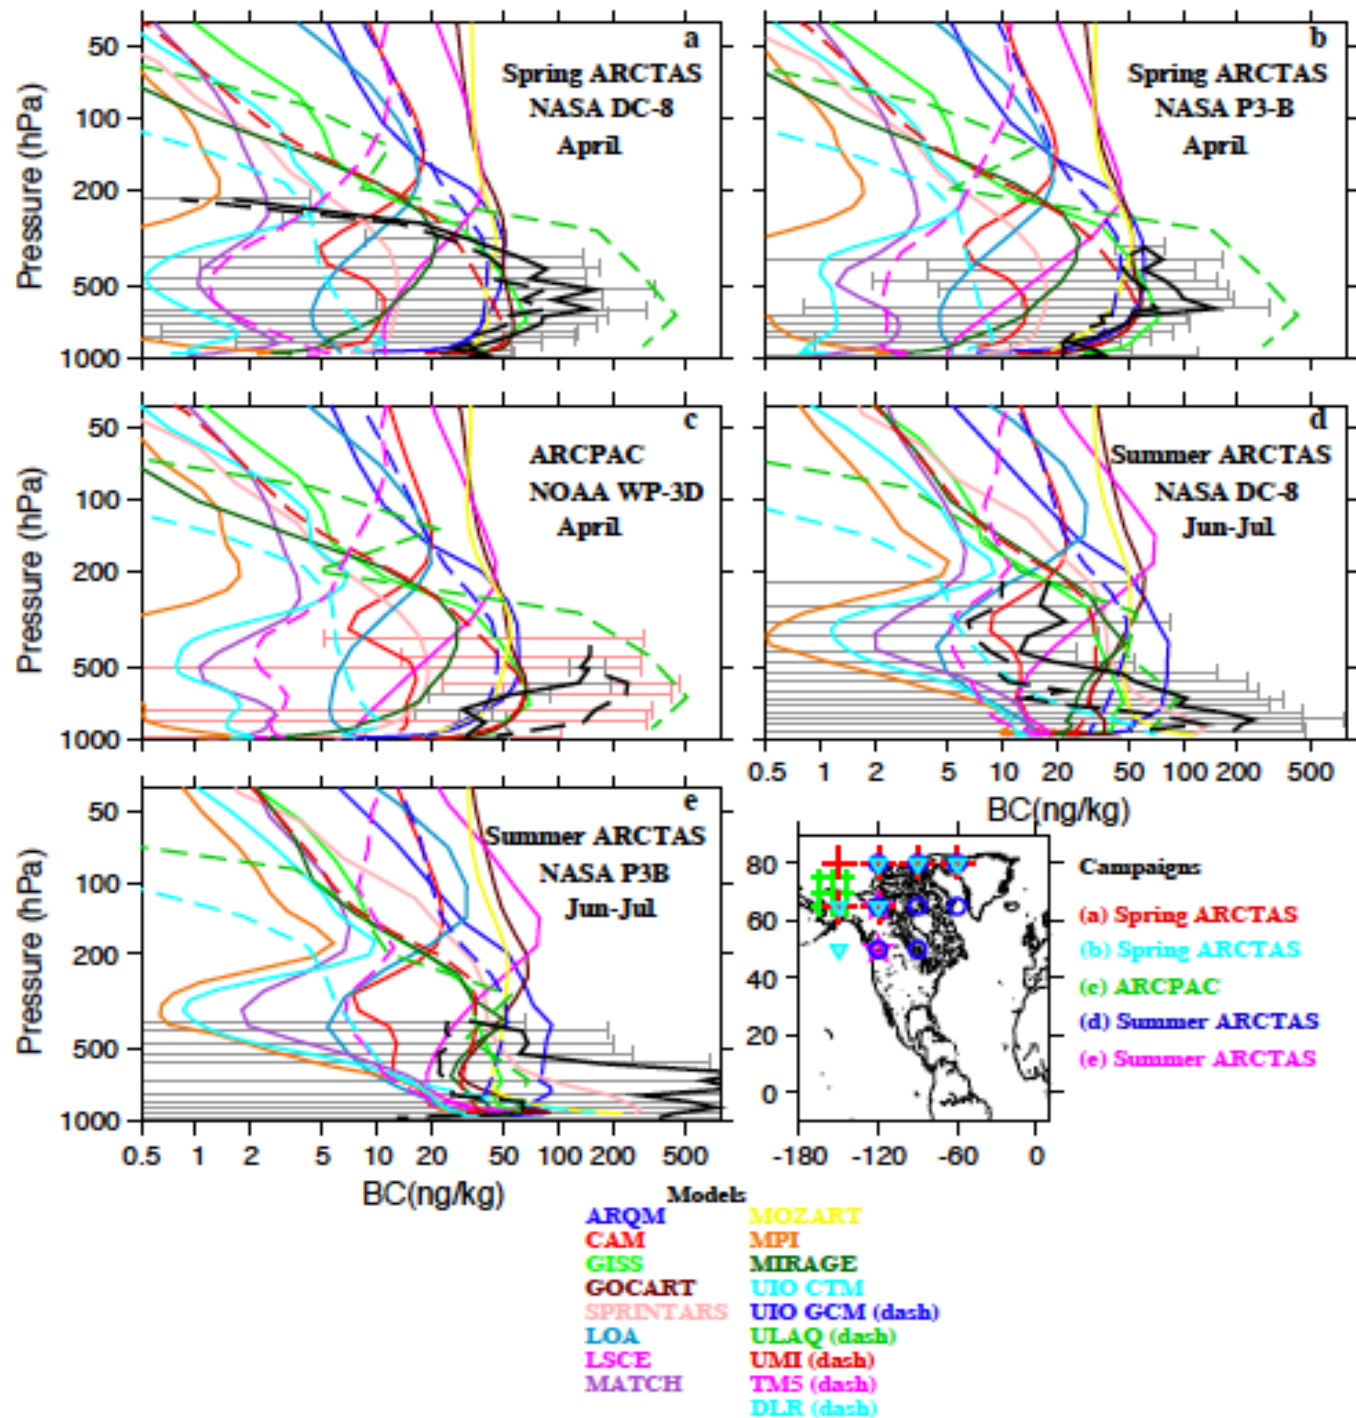 a
Spring ARCTAS
NASA DC-8
April
b
Spring ARCTAS
NASA P3-B
April
Pressure (hPa)
50
100
200
500
1000
c
ARCPAC
NOAA WP-3D
April
d
Summer ARCTAS
NASA DC-8
Jun-Jul
Pressure (hPa)
50
100
200
500
1000
0.5 1 2 5 10 20 50 100 200 500
BC(ng/kg)
e
Summer ARCTAS
NASA P3B
Jun-Jul
Pressure (hPa)
50
100
200
500
1000
0.5 1 2 5 10 20 50 100 200 500
BC(ng/kg)
80
60
40
20
0
-180 -120 -60 0
Campaigns
(a) Spring ARCTAS
(b) Spring ARCTAS
(c) ARCPAC
(d) Summer ARCTAS
(e) Summer ARCTAS
Models
ARQM MOZART
CAM MPI
GISS MIRAGE
GOCART UIO CTM
SPRINTARS UIO GCM (dash)
LOA ULAQ (dash)
LSCE UMI (dash)
MATCH TM5 (dash)
DLR (dash)